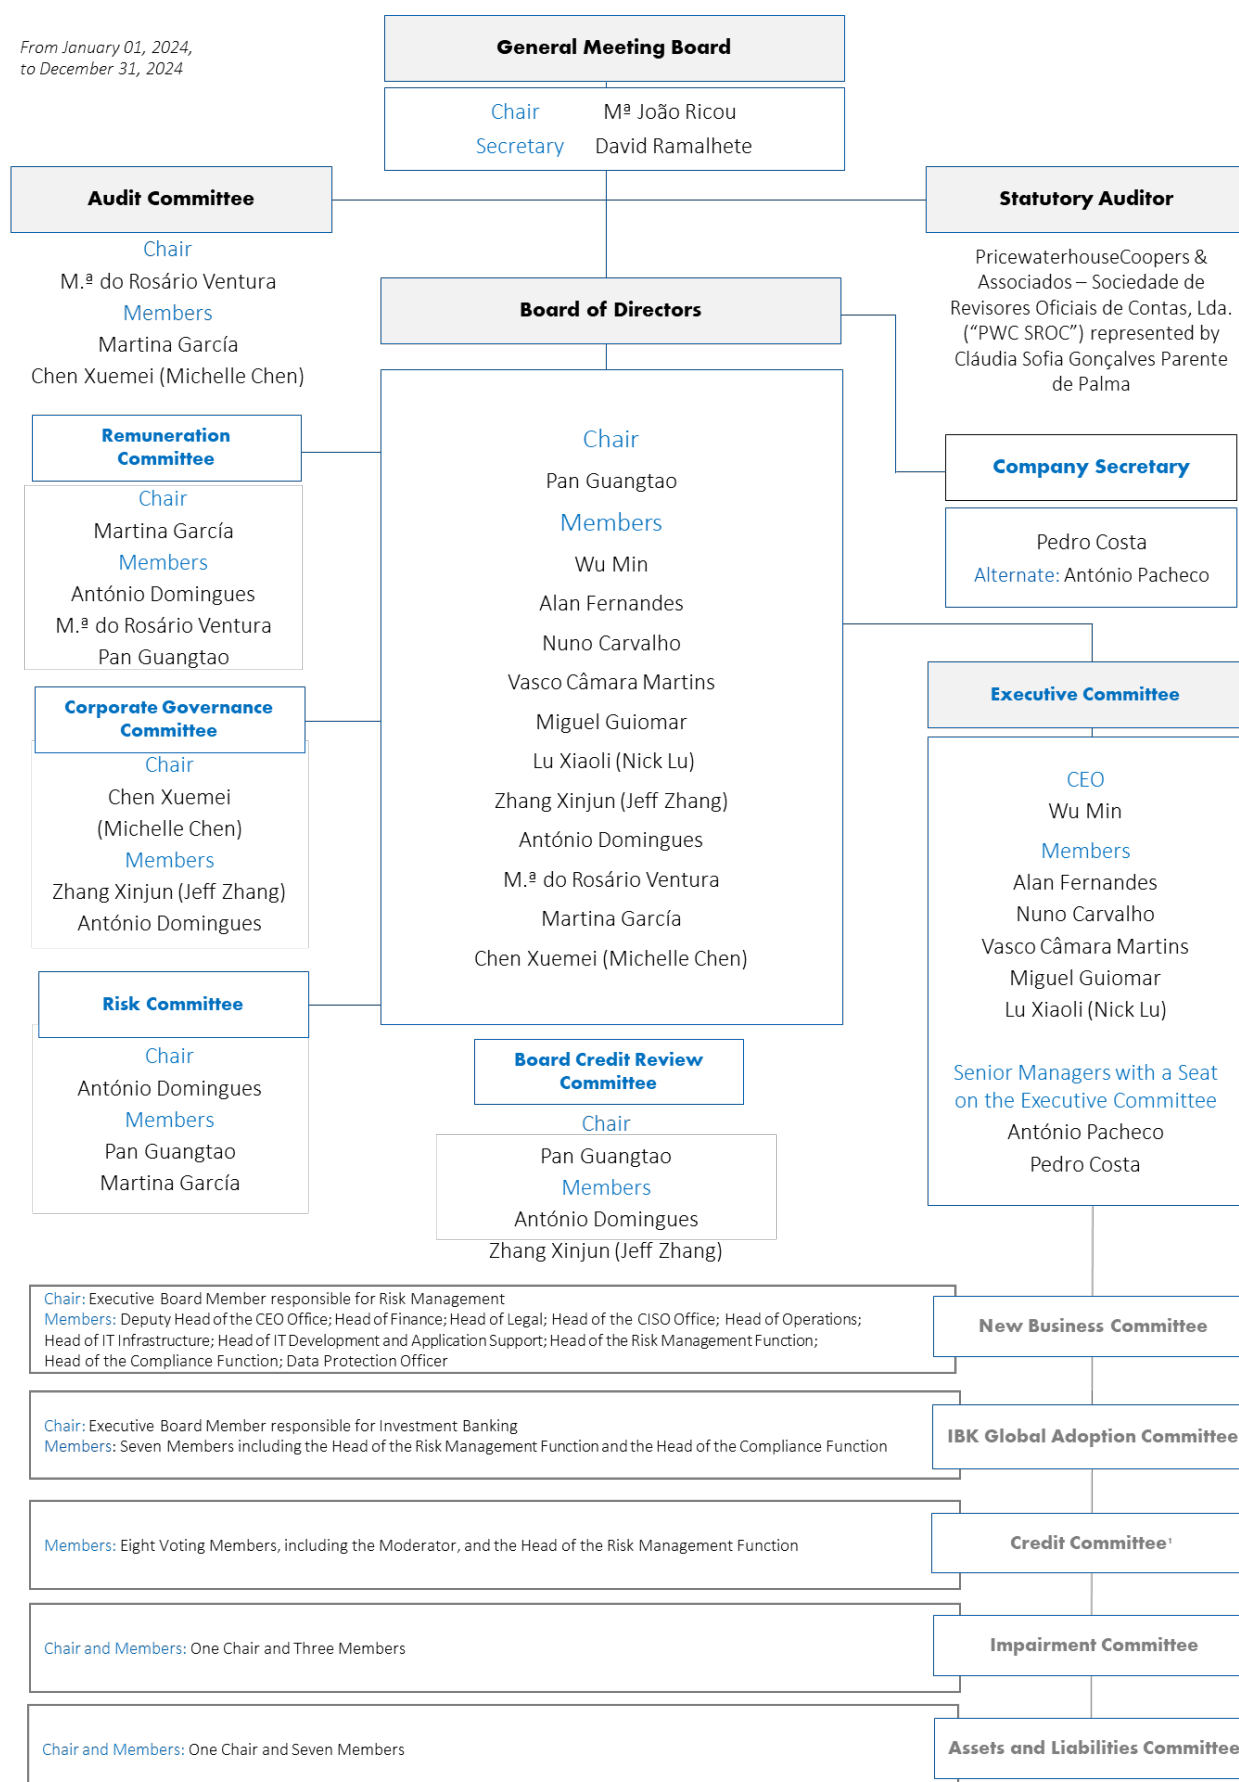 From January 01, 2024,
to December 31, 2024
General Meeting Board
Chair Mª João Ricou
Secretary David Ramalhete
Audit Committee
Chair
M.ª do Rosário Ventura
Members
Martina García
Chen Xuemei (Michelle Chen)
Statutory Auditor
PricewaterhouseCoopers &
Associados – Sociedade de
Revisores Oficiais de Contas, Lda.
(“PWC SROC”) represented by
Cláudia Sofia Gonçalves Parente
de Palma
Board of Directors
Chair
Pan Guangtao
Members
Wu Min
Alan Fernandes
Nuno Carvalho
Vasco Câmara Martins
Miguel Guiomar
Lu Xiaoli (Nick Lu)
Zhang Xinjun (Jeff Zhang)
António Domingues
M.ª do Rosário Ventura
Martina García
Chen Xuemei (Michelle Chen)
Remuneration
Committee
Chair
Martina García
Members
António Domingues
M.ª do Rosário Ventura
Pan Guangtao
Company Secretary
Pedro Costa
Alternate: António Pacheco
Corporate Governance
Committee
Chair
Chen Xuemei
(Michelle Chen)
Members
Zhang Xinjun (Jeff Zhang)
António Domingues
Executive Committee
CEO
Wu Min
Members
Alan Fernandes
Nuno Carvalho
Vasco Câmara Martins
Miguel Guiomar
Lu Xiaoli (Nick Lu)
Senior Managers with a Seat
on the Executive Committee
António Pacheco
Pedro Costa
Risk Committee
Chair
António Domingues
Members
Pan Guangtao
Martina García
Board Credit Review
Committee
Chair
Pan Guangtao
Members
António Domingues
Zhang Xinjun (Jeff Zhang)
Chair: Executive Board Member responsible for Risk Management
Members: Deputy Head of the CEO Office; Head of Finance; Head of Legal; Head of the CISO Office; Head of Operations;
Head of IT Infrastructure; Head of IT Development and Application Support; Head of the Risk Management Function;
Head of the Compliance Function; Data Protection Officer
New Business Committee
Chair: Executive Board Member responsible for Investment Banking
Members: Seven Members including the Head of the Risk Management Function and the Head of the Compliance Function
IBK Global Adoption Committee
Members: Eight Voting Members, including the Moderator, and the Head of the Risk Management Function
Credit Committee¹
Chair and Members: One Chair and Three Members
Impairment Committee
Chair and Members: One Chair and Seven Members
Assets and Liabilities Committee